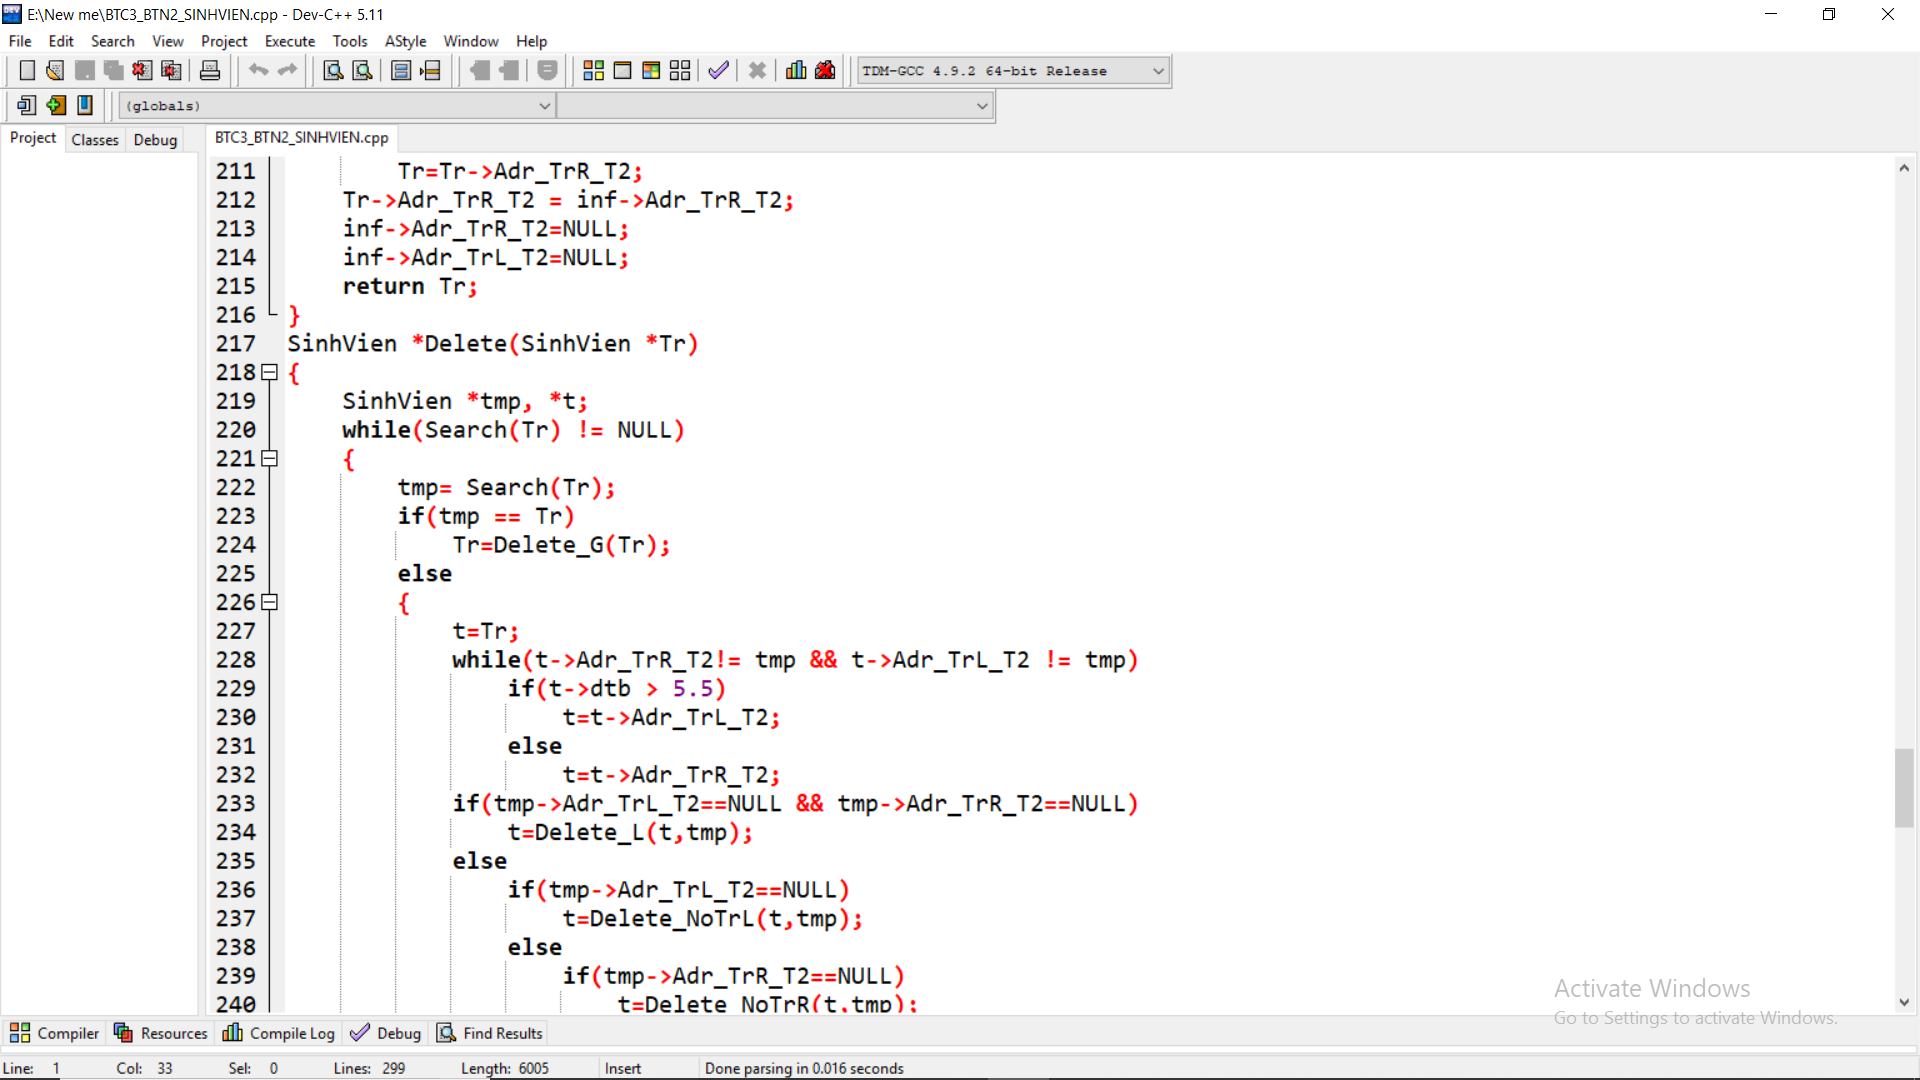 E:\New me\BTC3_BTN2_SINHVIEN.cpp - Dev-C++ 5.11
File Edit Search View Project Execute Tools AStyle Window Help
TDM-GCC 4.9.2 64-bit Release
(globals)
Project Classes Debug BTC3_BTN2_SINHVIEN.cpp
211 Tr=Tr->Adr_TrR_T2;
212 Tr->Adr_TrR_T2 = inf->Adr_TrR_T2;
213 inf->Adr_TrR_T2=NULL;
214 inf->Adr_TrL_T2=NULL;
215 return Tr;
216 }
217 SinhVien *Delete(SinhVien *Tr)
218 {
219 SinhVien *tmp, *t;
220 while(Search(Tr) != NULL)
221 {
222 tmp= Search(Tr);
223 if(tmp == Tr)
224 Tr=Delete_G(Tr);
225 else
226 {
227 t=Tr;
228 while(t->Adr_TrR_T2!= tmp && t->Adr_TrL_T2 != tmp)
229 if(t->dtb > 5.5)
230 t=t->Adr_TrL_T2;
231 else
232 t=t->Adr_TrR_T2;
233 if(tmp->Adr_TrL_T2==NULL && tmp->Adr_TrR_T2==NULL)
234 t=Delete_L(t,tmp);
235 else
236 if(tmp->Adr_TrL_T2==NULL)
237 t=Delete_NoTrL(t,tmp);
238 else
239 if(tmp->Adr_TrR_T2==NULL)
240 t=Delete_NoTrR(t,tmp);
Activate Windows
Go to Settings to activate Windows.
Compiler Resources Compile Log Debug Find Results
Line: 1 Col: 33 Sel: 0 Lines: 299 Length: 6005 Insert Done parsing in 0.016 seconds